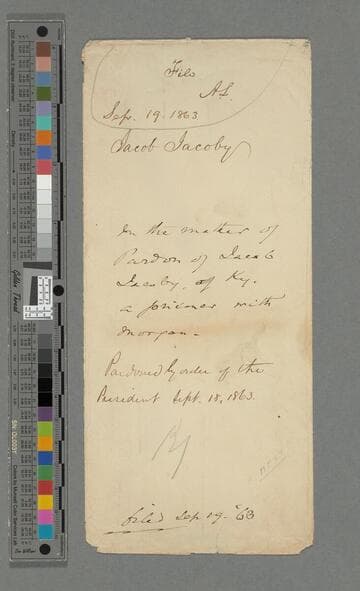 File
AL.
Sep. 19. 1863
Jacob Jacoby
In the matter of
Pardon of Jacob
Jacoby, of Ky.
a prisoner with
Morgan.
Pardoned by order of the
President Sept. 18, 1863.
filed Sep 19-'63